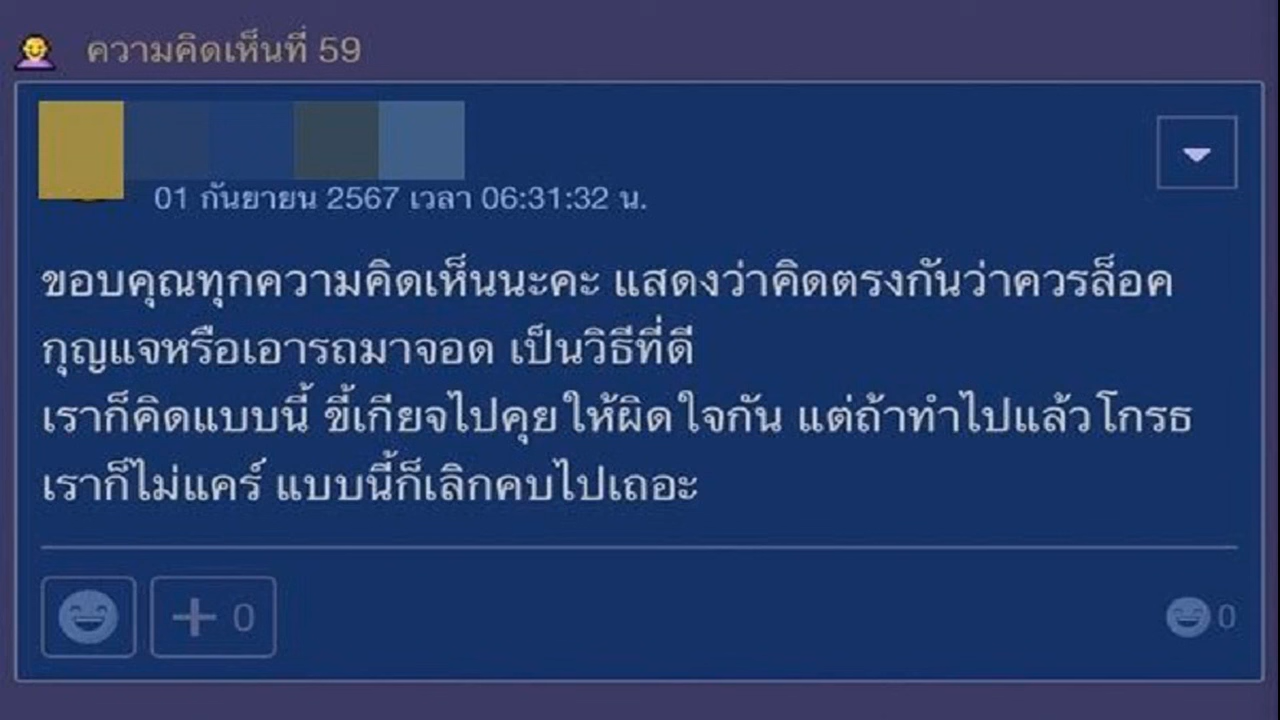 ความคิดเห็นที่ 59
01 กันยายน 2567 เวลา 06:31:32 น.
ขอบคุณทุกความคิดเห็นนะคะ แสดงว่าคิดตรงกันว่าควรล็อค
กุญแจหรือเอารถมาจอด เป็นวิธีที่ดี
เราก็คิดแบบนี้ ขี้เกียจไปคุยให้ผิดใจกัน แต่ถ้าทำไปแล้วโกรธ
เราก็ไม่แคร์ แบบนี้ก็เลิกคบไปเถอะ
+ 0
0